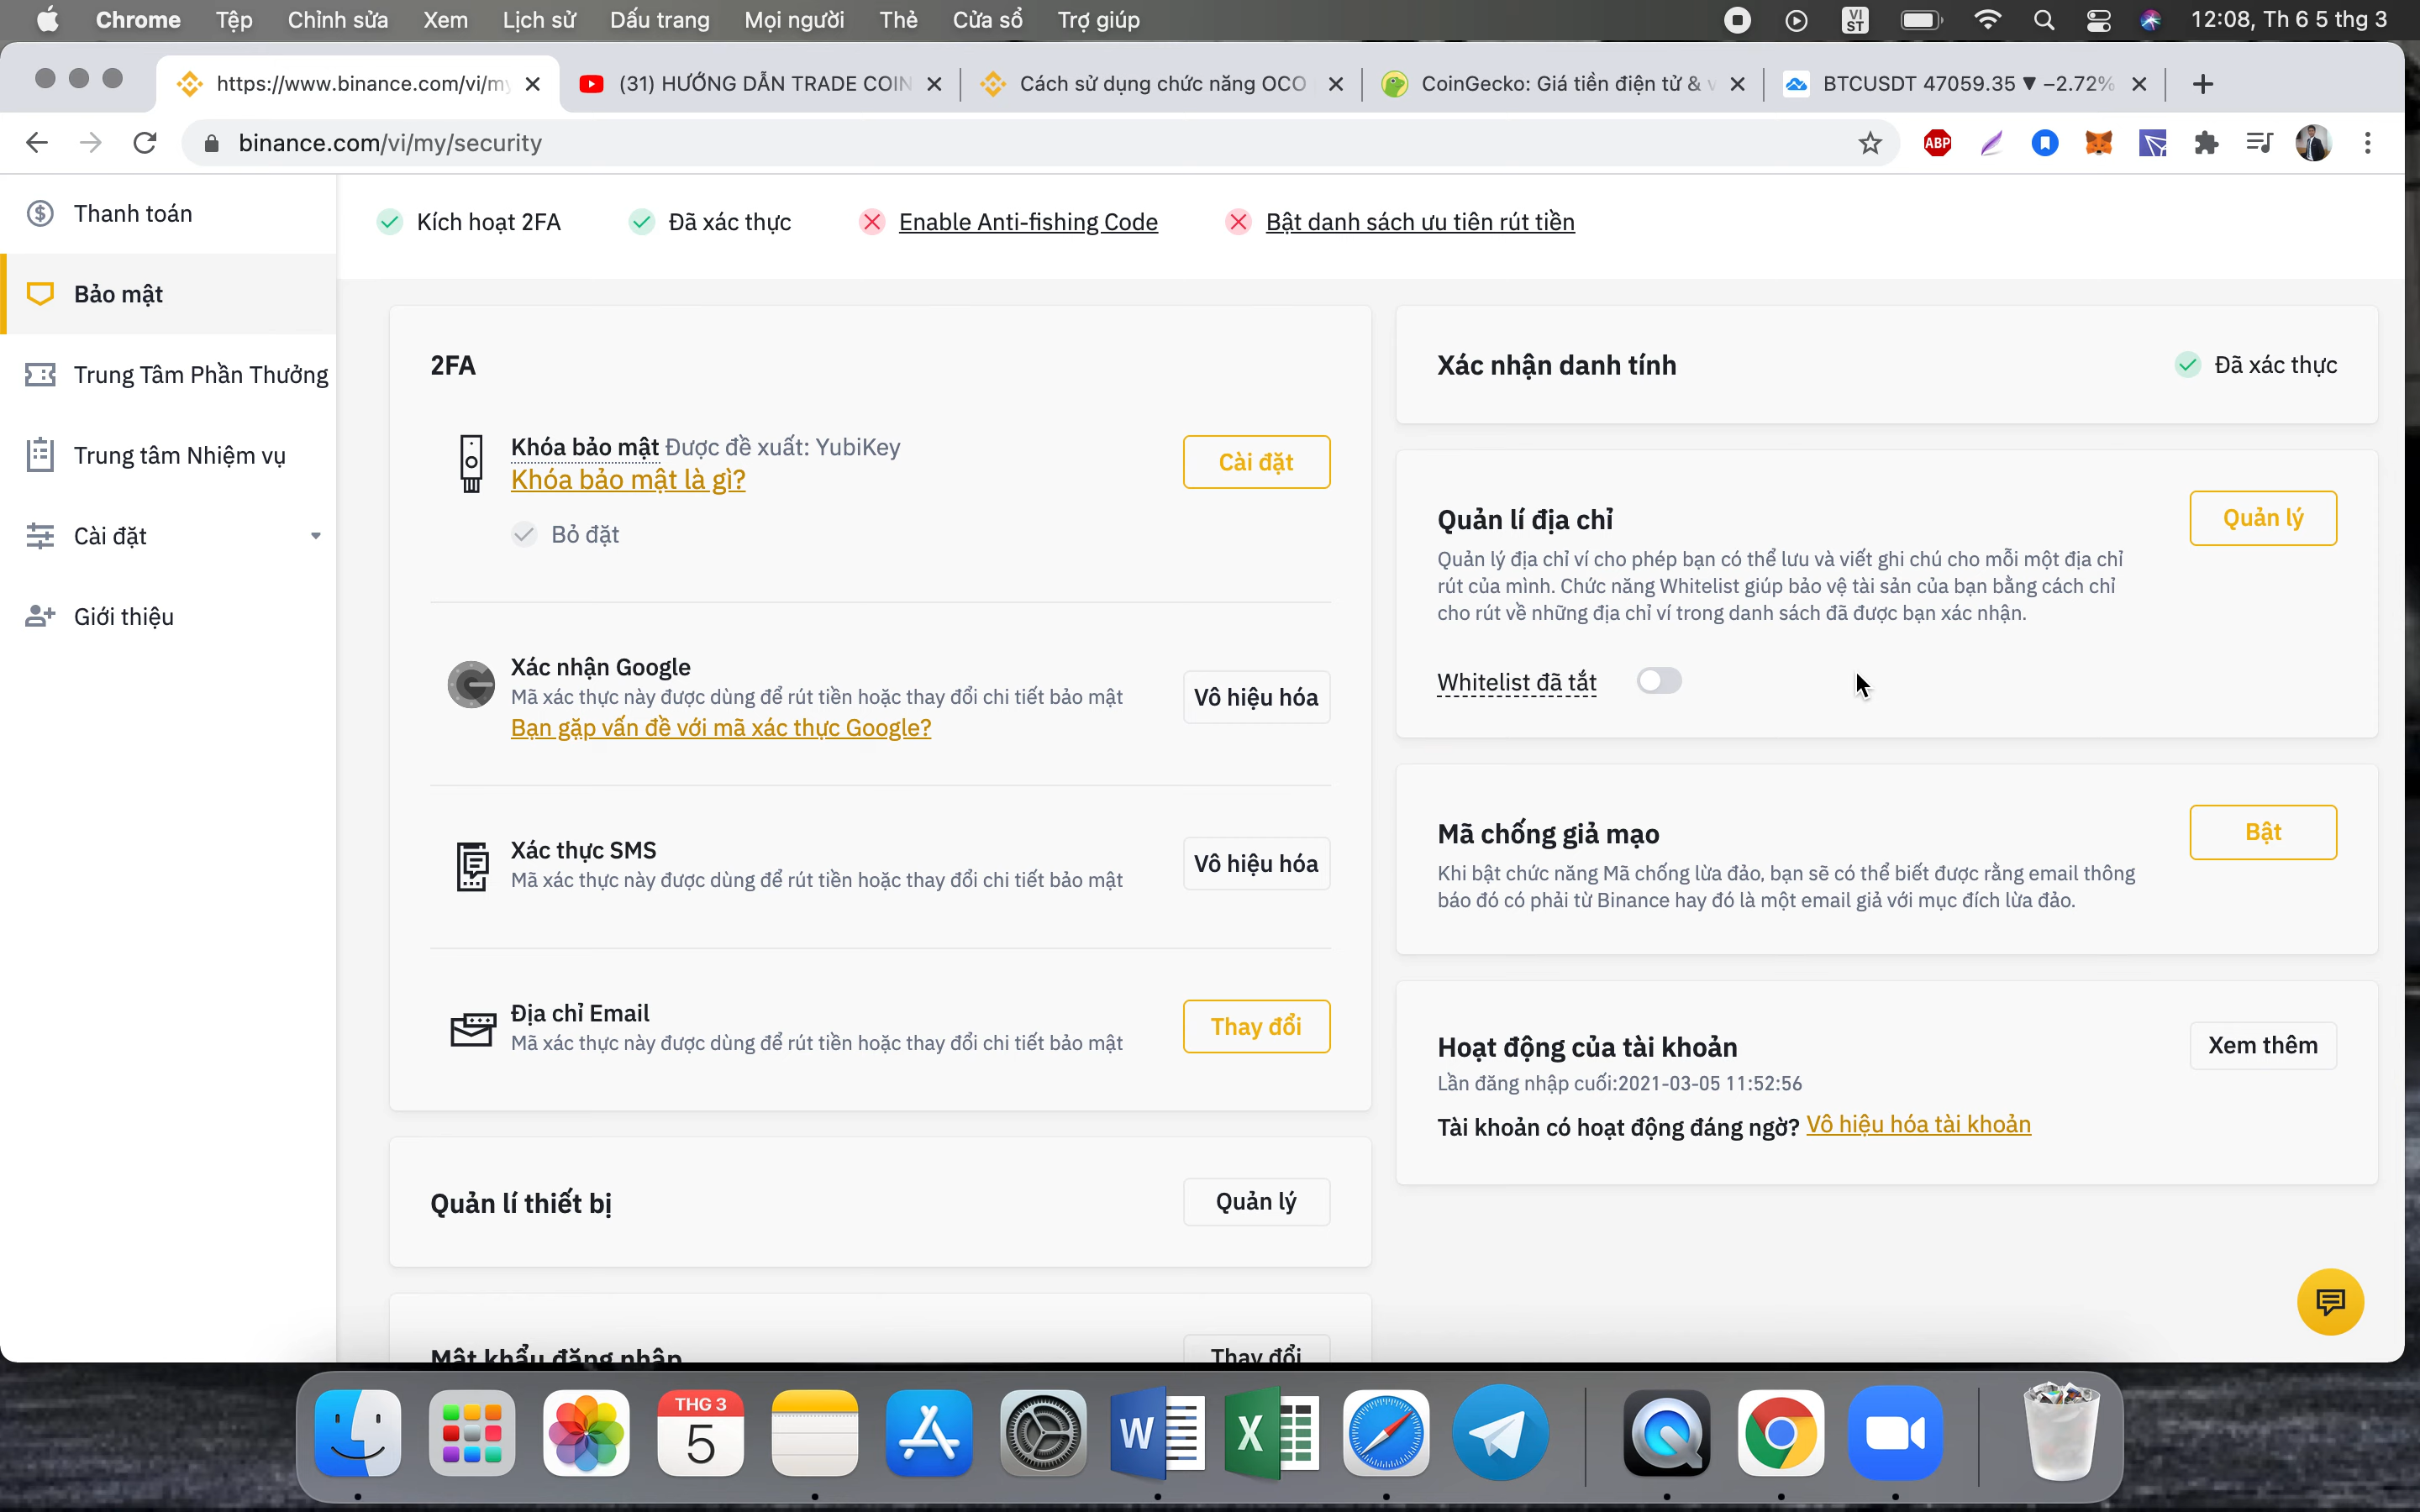 Chrome Tệp Chỉnh sửa Xem Lịch sử Dấu trang Mọi người Thẻ Cửa sổ Trợ giúp
VI
ST
12:08, Th 6 5 thg 3
https://www.binance.com/vi/my
(31) HƯỚNG DẪN TRADE COIN
Cách sử dụng chức năng OCO
CoinGecko: Giá tiền điện tử & v
BTCUSDT 47059.35 ▼ −2.72%
binance.com/vi/my/security
ABP
Thanh toán
Bảo mật
Trung Tâm Phần Thưởng
Trung tâm Nhiệm vụ
Cài đặt
Giới thiệu
Kích hoạt 2FA
Đã xác thực
Enable Anti-fishing Code
Bật danh sách ưu tiên rút tiền
2FA
Khóa bảo mật Được đề xuất: YubiKey
Khóa bảo mật là gì?
Cài đặt
Bỏ đặt
Xác nhận Google
Mã xác thực này được dùng để rút tiền hoặc thay đổi chi tiết bảo mật
Bạn gặp vấn đề với mã xác thực Google?
Vô hiệu hóa
Xác thực SMS
Mã xác thực này được dùng để rút tiền hoặc thay đổi chi tiết bảo mật
Vô hiệu hóa
Địa chỉ Email
Mã xác thực này được dùng để rút tiền hoặc thay đổi chi tiết bảo mật
Thay đổi
Quản lí thiết bị
Quản lý
Mật khẩu đăng nhập
Thay đổi
Xác nhận danh tính
Đã xác thực
Quản lí địa chỉ
Quản lý
Quản lý địa chỉ ví cho phép bạn có thể lưu và viết ghi chú cho mỗi một địa chỉ
rút của mình. Chức năng Whitelist giúp bảo vệ tài sản của bạn bằng cách chỉ
cho rút về những địa chỉ ví trong danh sách đã được bạn xác nhận.
Whitelist đã tắt
Mã chống giả mạo
Bật
Khi bật chức năng Mã chống lừa đảo, bạn sẽ có thể biết được rằng email thông
báo đó có phải từ Binance hay đó là một email giả với mục đích lừa đảo.
Hoạt động của tài khoản
Xem thêm
Lần đăng nhập cuối:2021-03-05 11:52:56
Tài khoản có hoạt động đáng ngờ? Vô hiệu hóa tài khoản
THG 3
5
W
X